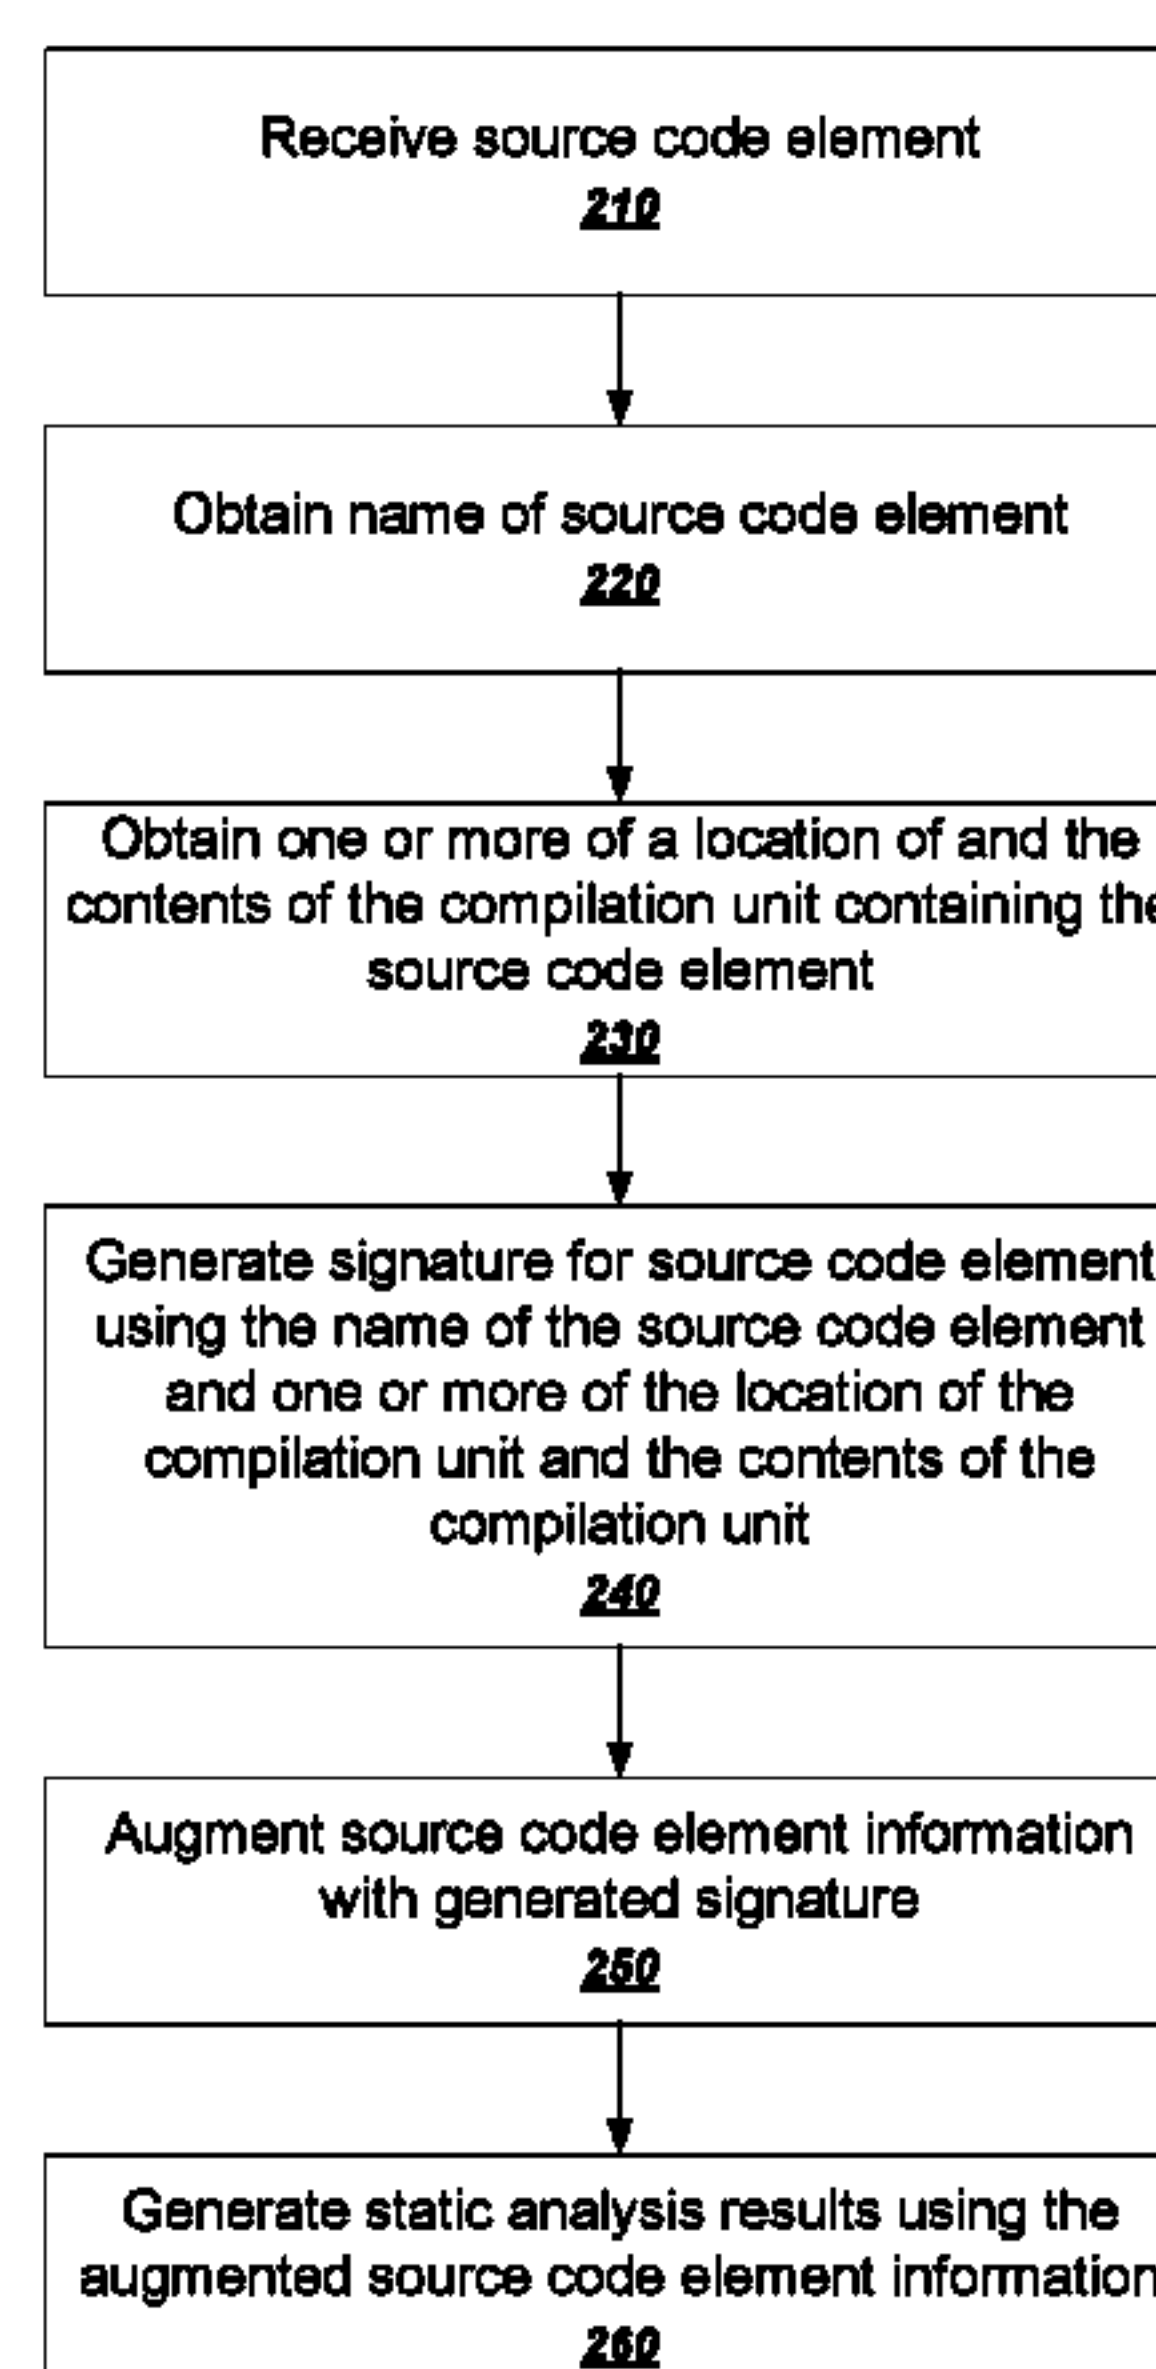 Receive source code element
210
Obtain name of source code element
220
Obtain one or more of a location of and the
contents of the compilation unit containing the
source code element
230
Generate signature for source code element
using the name of the source code element
and one or more of the location of the
compilation unit and the contents of the
compilation unit
240
Augment source code element information
with generated signature
250
Generate static analysis results using the
augmented source code element information
260